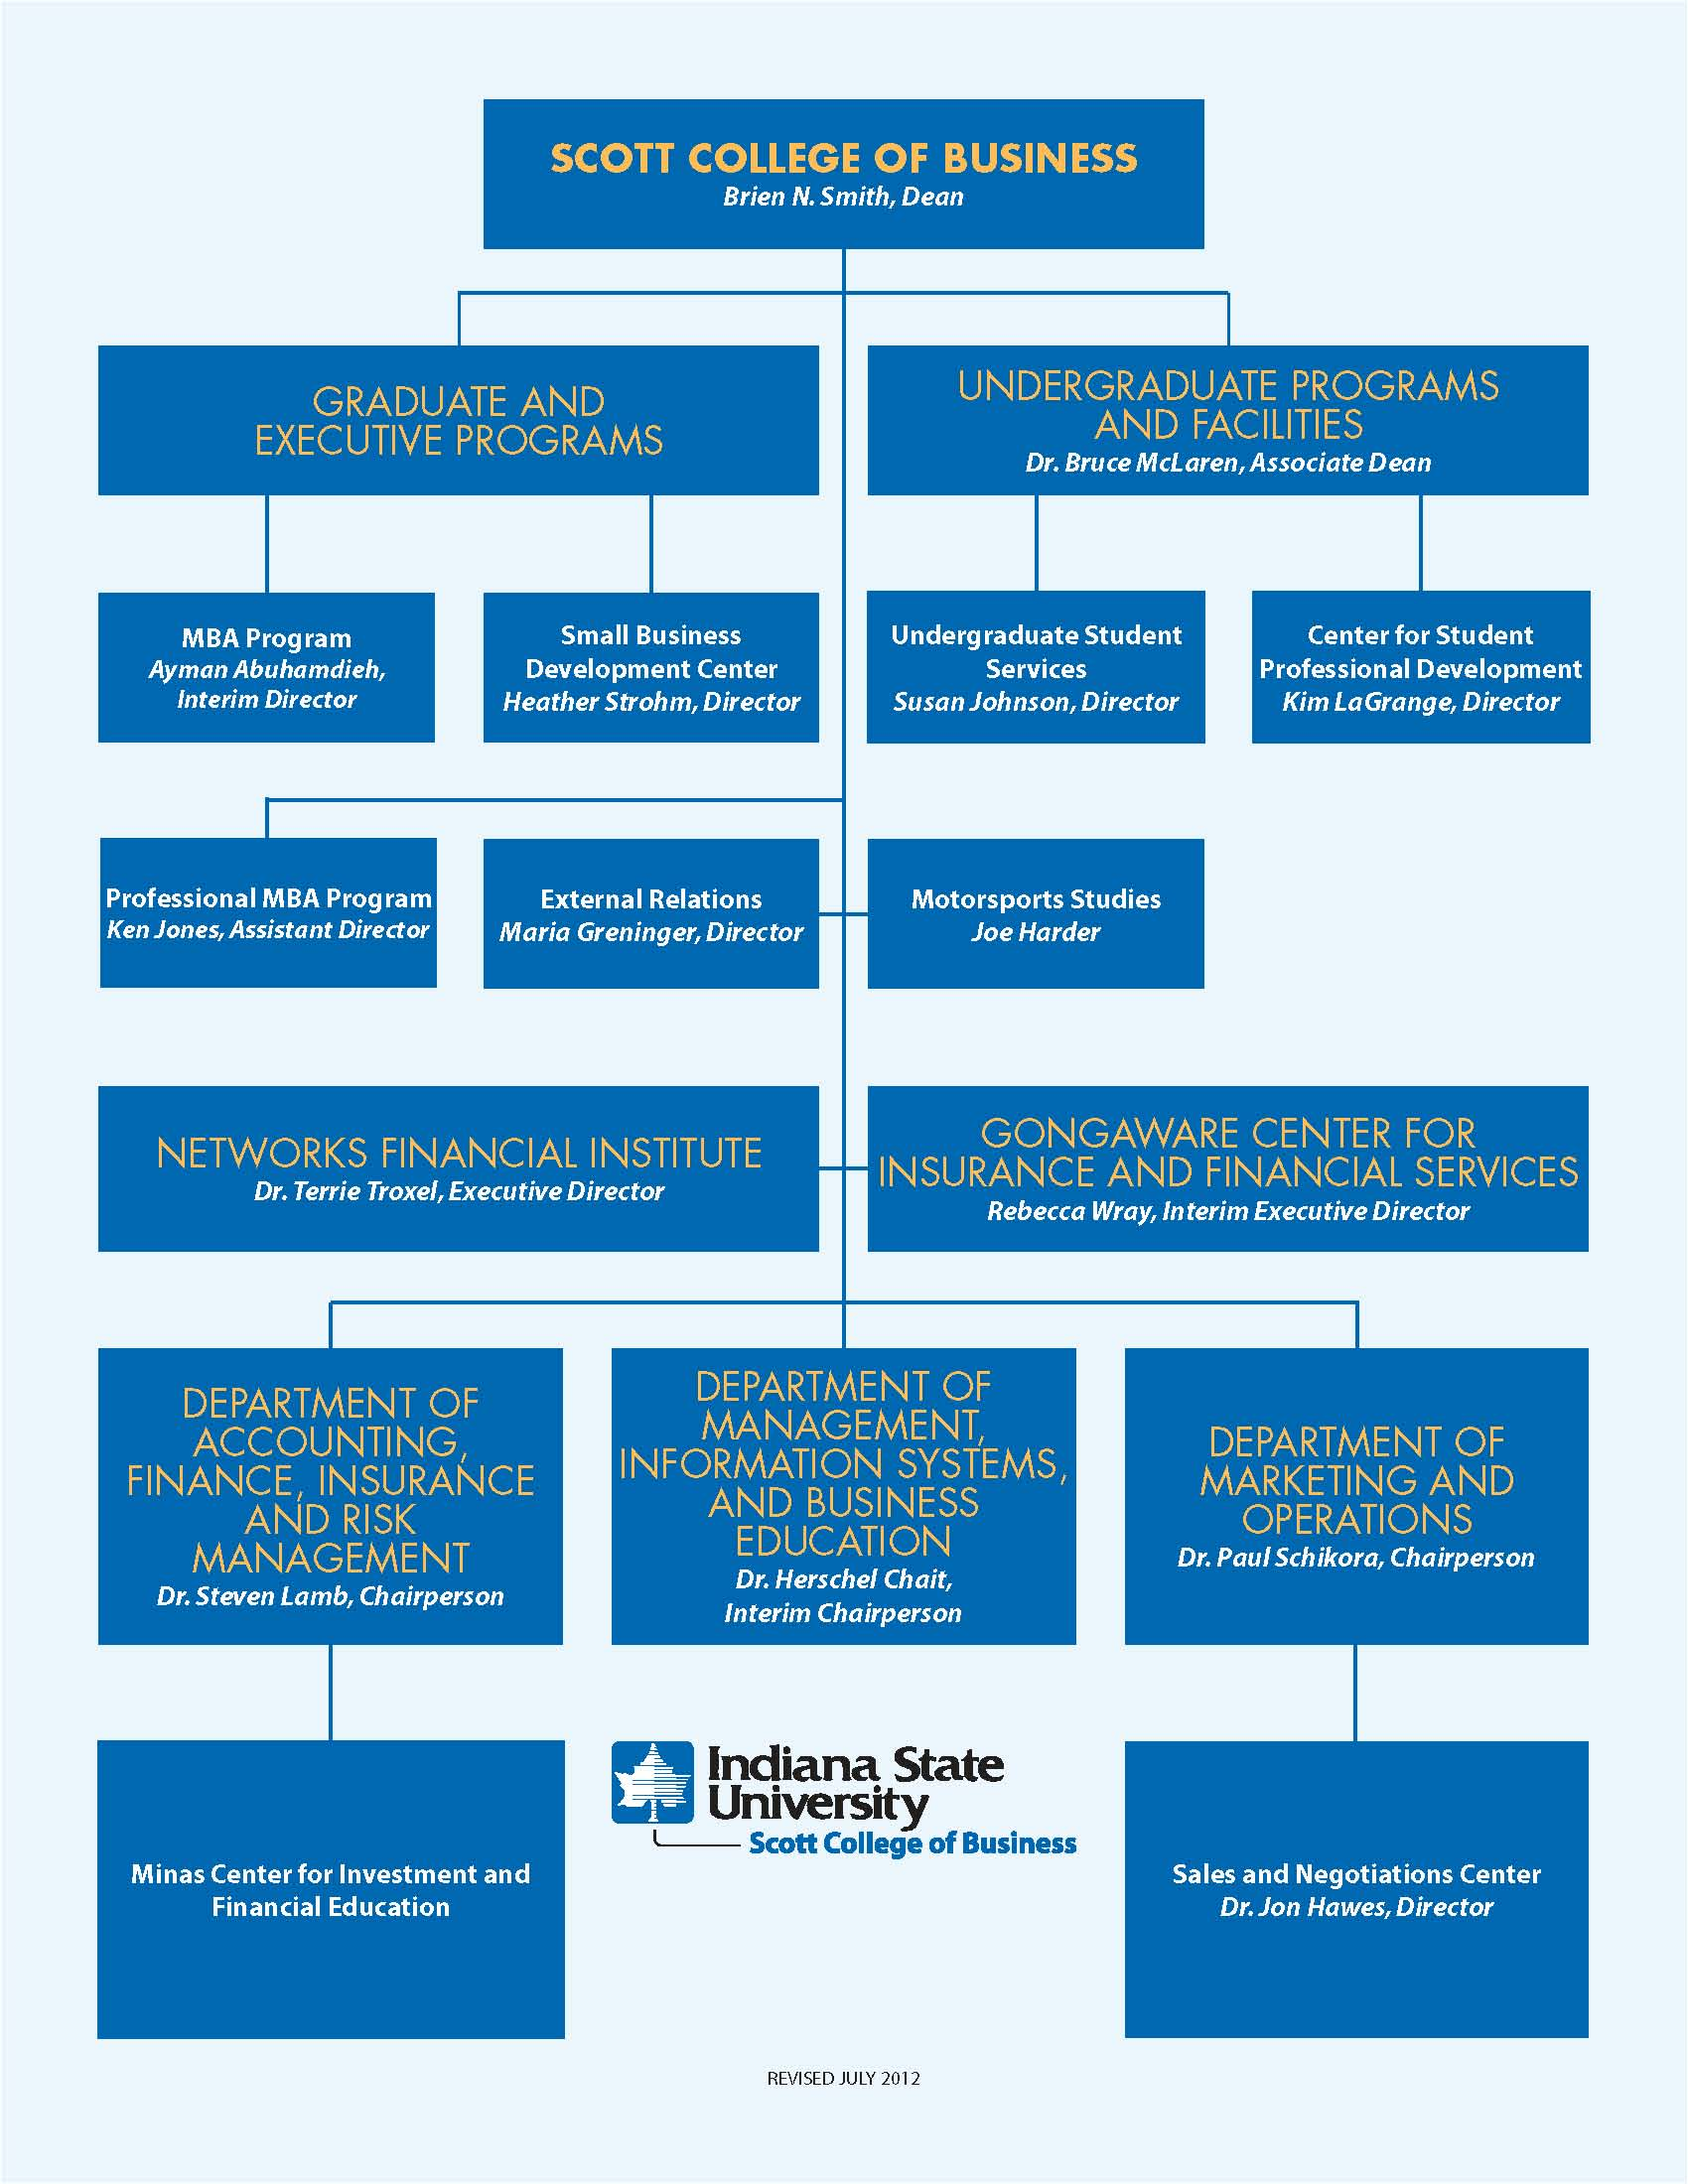 SCOTT COLLEGE OF BUSINESS
Brien N. Smith, Dean
GRADUATE AND
EXECUTIVE PROGRAMS
UNDERGRADUATE PROGRAMS
AND FACILITIES
Dr. Bruce McLaren, Associate Dean
MBA Program
Ayman Abuhamdieh,
Interim Director
Small Business
Development Center
Heather Strohm, Director
Undergraduate Student
Services
Susan Johnson, Director
Center for Student
Professional Development
Kim LaGrange, Director
Professional MBA Program
Ken Jones, Assistant Director
External Relations
Maria Greninger, Director
Motorsports Studies
Joe Harder
NETWORKS FINANCIAL INSTITUTE
Dr. Terrie Troxel, Executive Director
GONGAWARE CENTER FOR
INSURANCE AND FINANCIAL SERVICES
Rebecca Wray, Interim Executive Director
DEPARTMENT OF
ACCOUNTING,
FINANCE, INSURANCE
AND RISK
MANAGEMENT
Dr. Steven Lamb, Chairperson
DEPARTMENT OF
MANAGEMENT,
INFORMATION SYSTEMS,
AND BUSINESS
EDUCATION
Dr. Herschel Chait,
Interim Chairperson
DEPARTMENT OF
MARKETING AND
OPERATIONS
Dr. Paul Schikora, Chairperson
Minas Center for Investment and
Financial Education
Indiana State
University
Scott College of Business
Sales and Negotiations Center
Dr. Jon Hawes, Director
REVISED JULY 2012